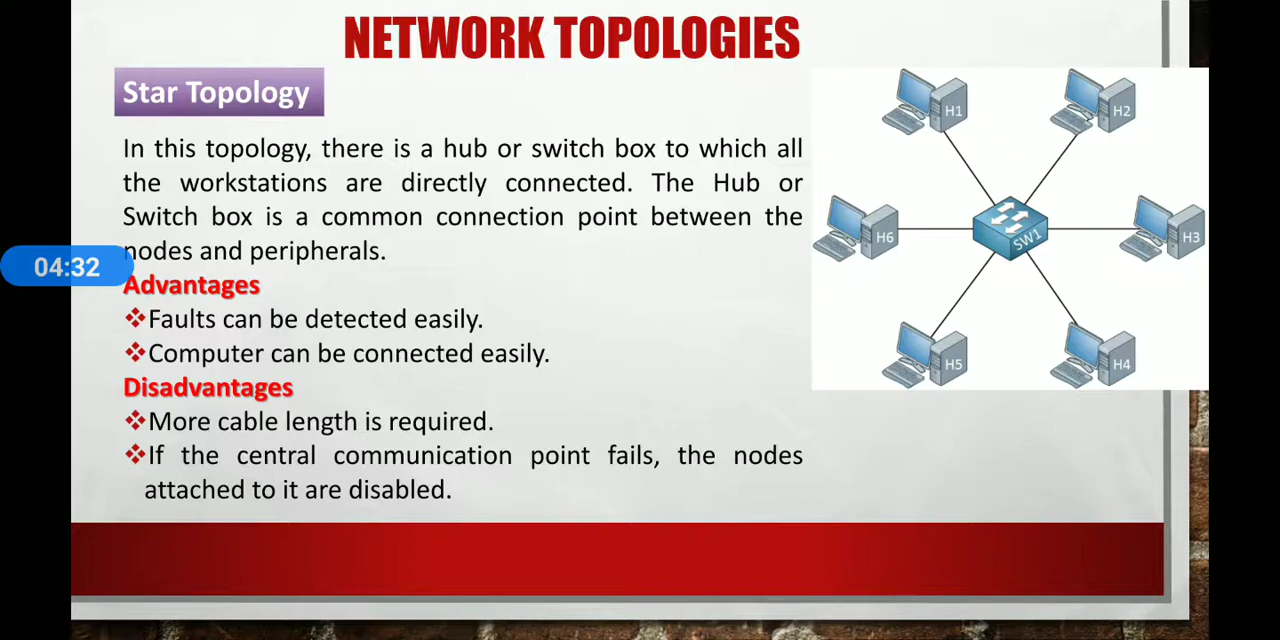 NETWORK TOPOLOGIES
Star Topology
In this topology, there is a hub or switch box to which all
the workstations are directly connected. The Hub or
Switch box is a common connection point between the
nodes and peripherals.
04:32
Advantages
❖Faults can be detected easily.
❖Computer can be connected easily.
Disadvantages
❖More cable length is required.
❖If the central communication point fails, the nodes
attached to it are disabled.
H1
H2
H6
SW1
H3
H5
H4